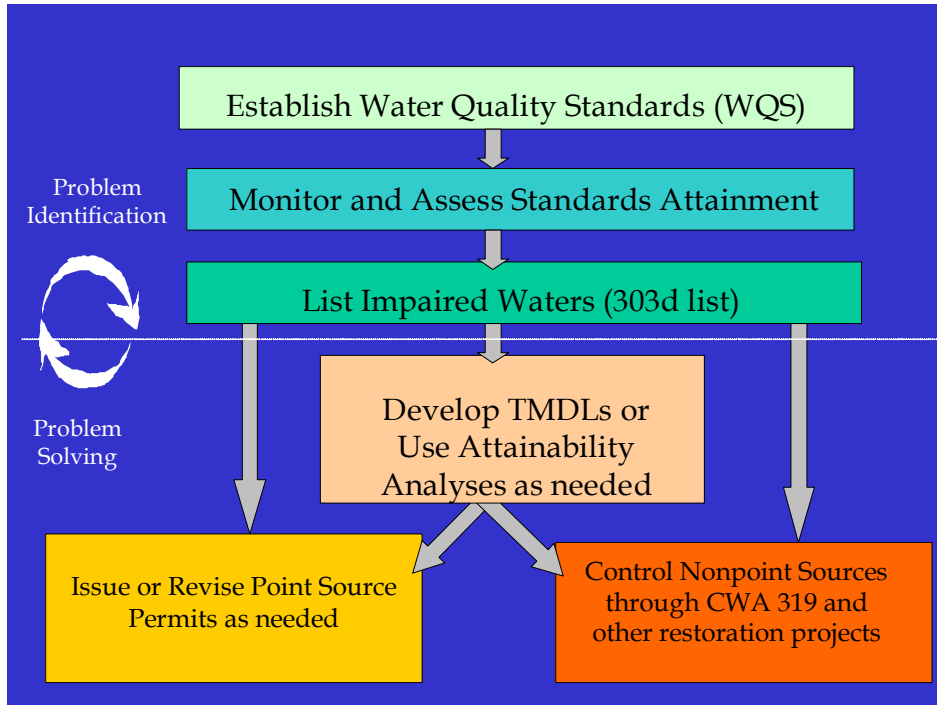 Establish Water Quality Standards (WQS)
Problem
Identification
Monitor and Assess Standards Attainment
List Impaired Waters (303d list)
Problem
Solving
Develop TMDLs or
Use Attainability
Analyses as needed
Issue or Revise Point Source
Permits as needed
Control Nonpoint Sources
through CWA 319 and
other restoration projects